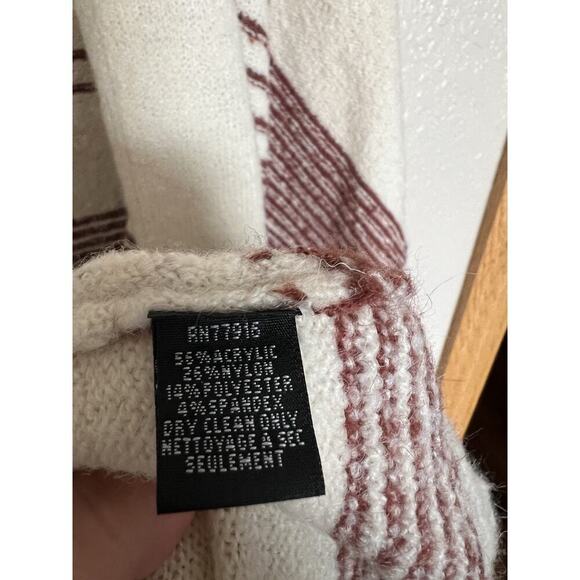 RN77916
56%ACRYLIC
26%NYLON
14%POLYESTER
4%SPANDEX
DRY CLEAN ONLY
NETTOYAGE A SEC
SEULEMENT